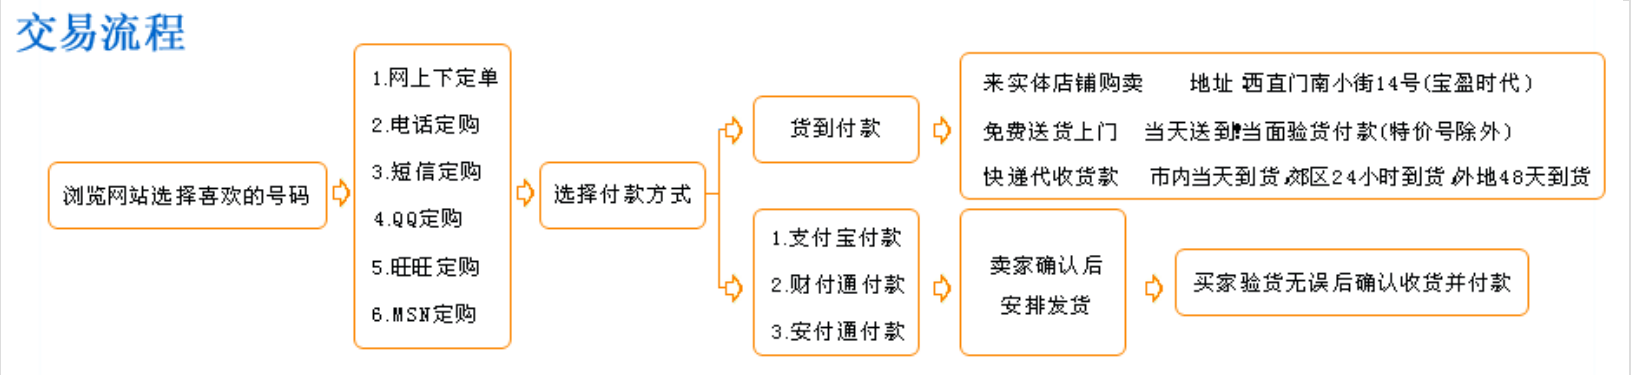 交易流程
浏览网站选择喜欢的号码
1.网上下定单
2.电话定购
3.短信定购
4.QQ定购
5.旺旺定购
6.MSN定购
选择付款方式
货到付款
来实体店铺购卖 地址:西直门南小街14号(宝盈时代)
免费送货上门 当天送到!当面验货付款(特价号除外)
快递代收货款 市内当天到货,郊区24小时到货,外地48天到货
1.支付宝付款
2.财付通付款
3.安付通付款
卖家确认后
安排发货
买家验货无误后确认收货并付款